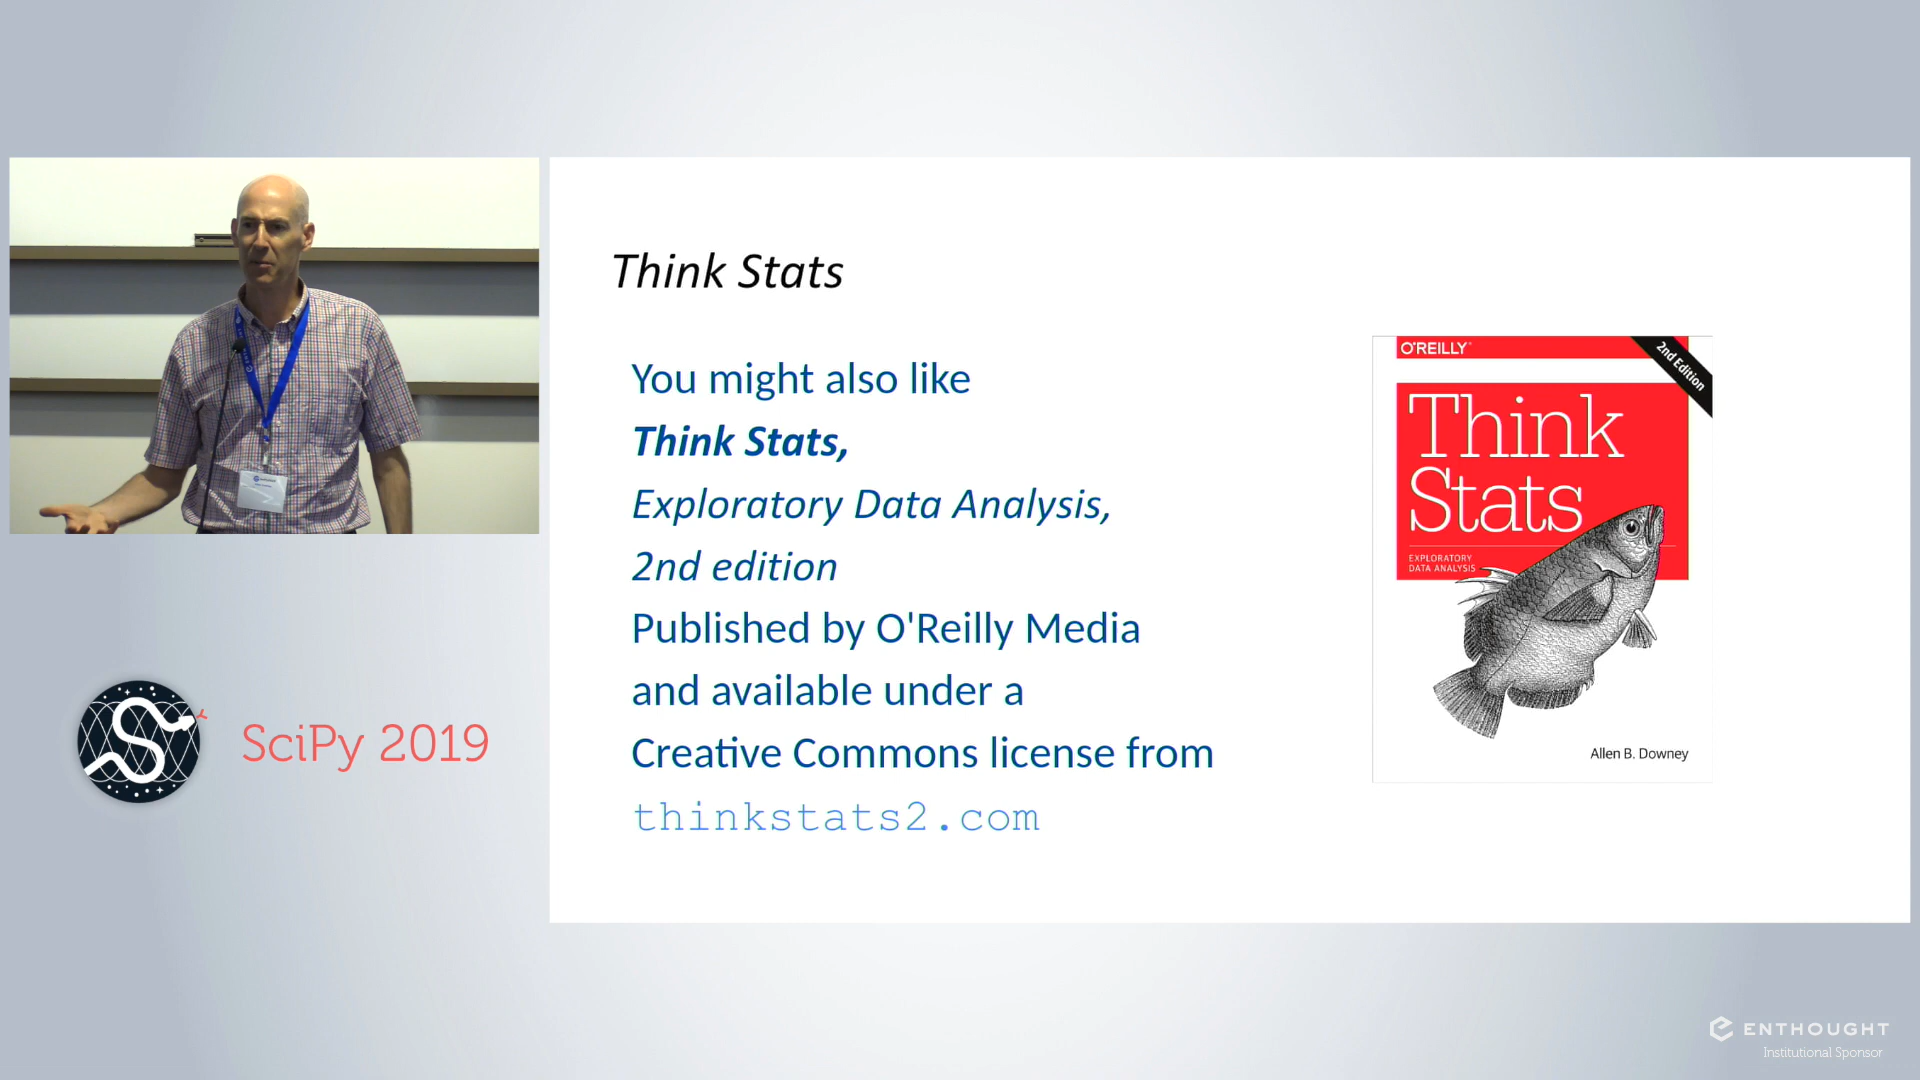 Think Stats
You might also like
Think Stats,
Exploratory Data Analysis,
2nd edition
Published by O'Reilly Media
and available under a
Creative Commons license from
thinkstats2.com
O'REILLY
2nd Edition
Think
Stats
EXPLORATORY
DATA ANALYSIS
Allen B. Downey
SciPy 2019
ENTHOUGHT
Institutional Sponsor